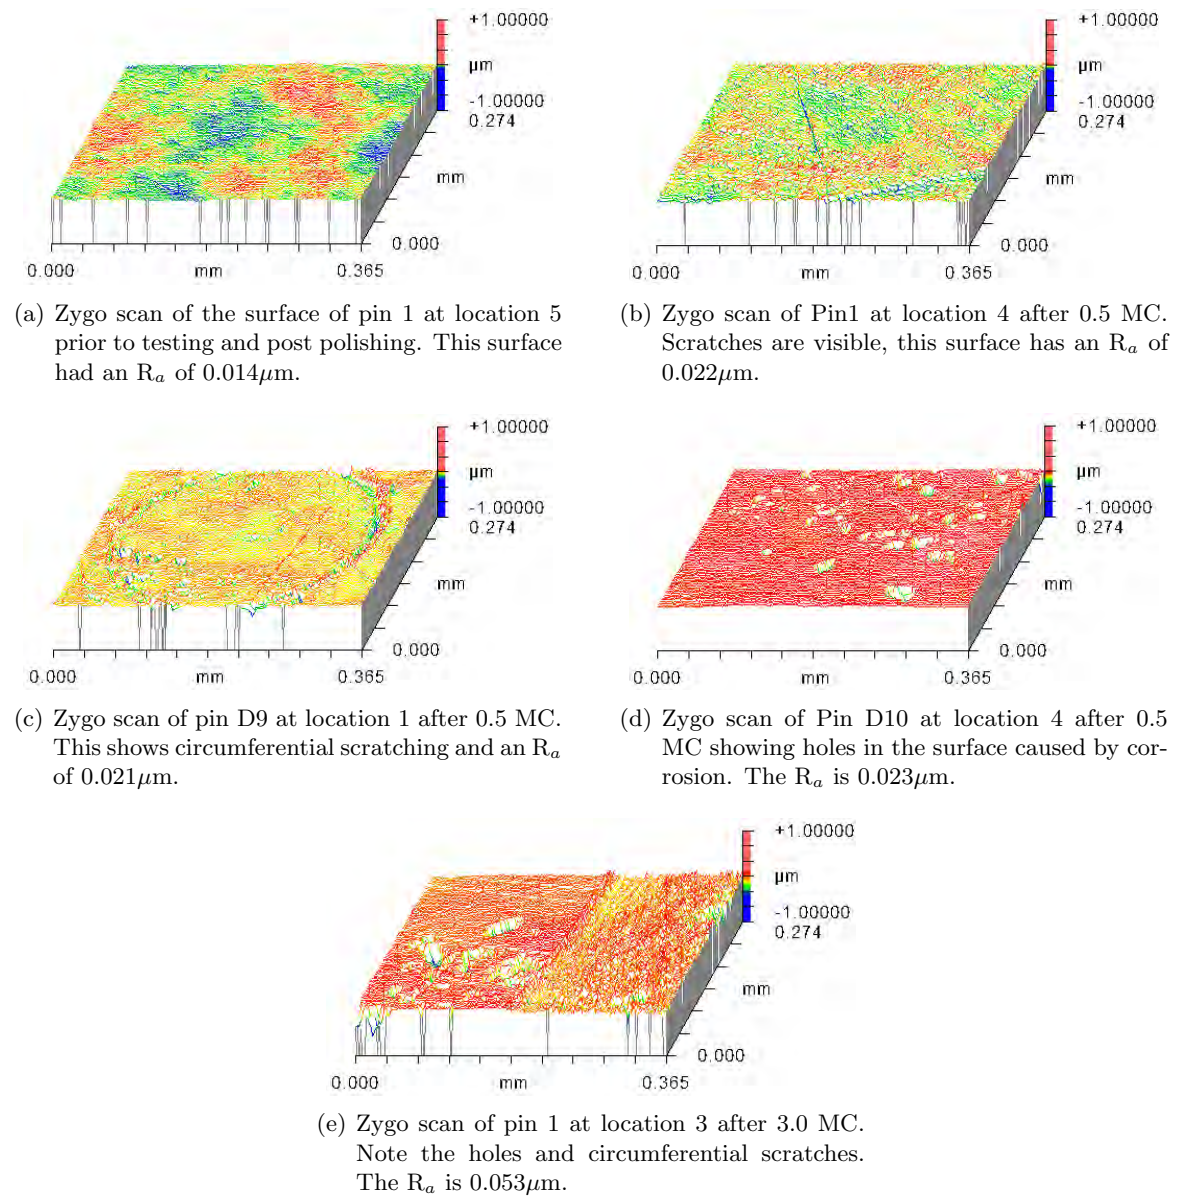 +1.00000
µm
-1.00000
0.274
mm
0.000
0.000
mm
0.365
(a) Zygo scan of the surface of pin 1 at location 5
prior to testing and post polishing. This surface
had an Ra of 0.014µm.
+1.00000
µm
-1.00000
0.274
mm
0.000
0.000
mm
0.365
(b) Zygo scan of Pin1 at location 4 after 0.5 MC.
Scratches are visible, this surface has an Ra of
0.022µm.
+1.00000
µm
-1.00000
0.274
mm
0.000
0.000
mm
0.365
(c) Zygo scan of pin D9 at location 1 after 0.5 MC.
This shows circumferential scratching and an Ra
of 0.021µm.
+1.00000
µm
-1.00000
0.274
mm
0.000
0.000
mm
0.365
(d) Zygo scan of Pin D10 at location 4 after 0.5
MC showing holes in the surface caused by cor-
rosion. The Ra is 0.023µm.
+1.00000
µm
-1.00000
0.274
mm
0.000
0.000
mm
0.365
(e) Zygo scan of pin 1 at location 3 after 3.0 MC.
Note the holes and circumferential scratches.
The Ra is 0.053µm.